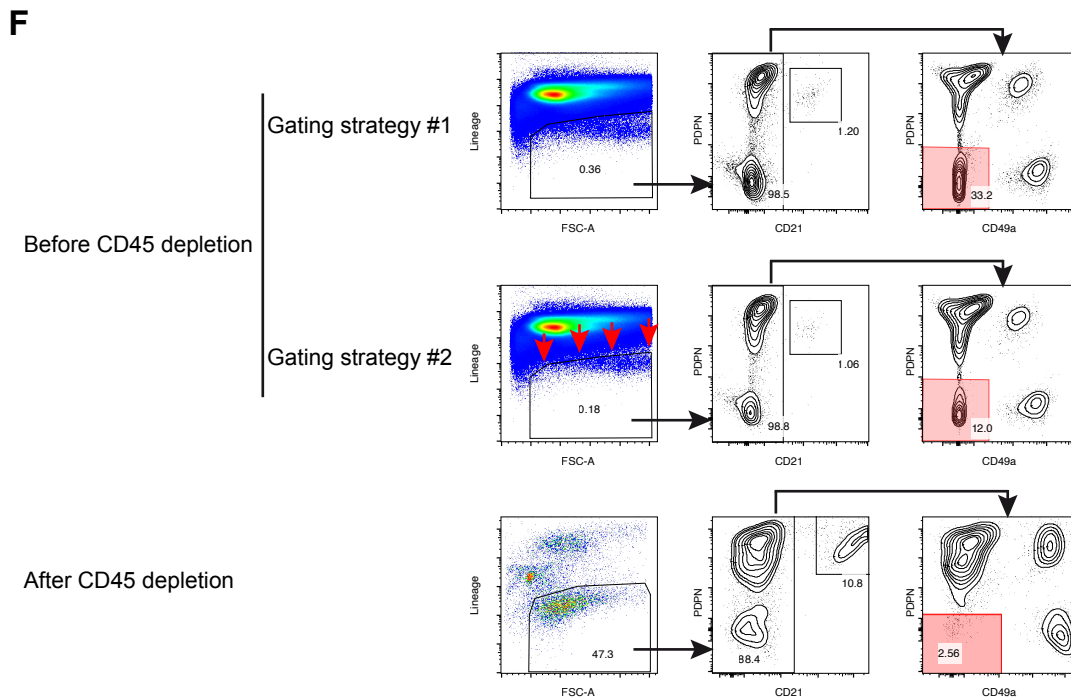 F
Before CD45 depletion
Gating strategy #1
Lineage
0.36
FSC-A
PDPN
1.20
98.5
CD21
PDPN
33.2
CD49a
Gating strategy #2
Lineage
0.18
FSC-A
PDPN
1.06
98.8
CD21
PDPN
12.0
CD49a
After CD45 depletion
Lineage
47.3
FSC-A
PDPN
10.8
88.4
CD21
PDPN
2.56
CD49a